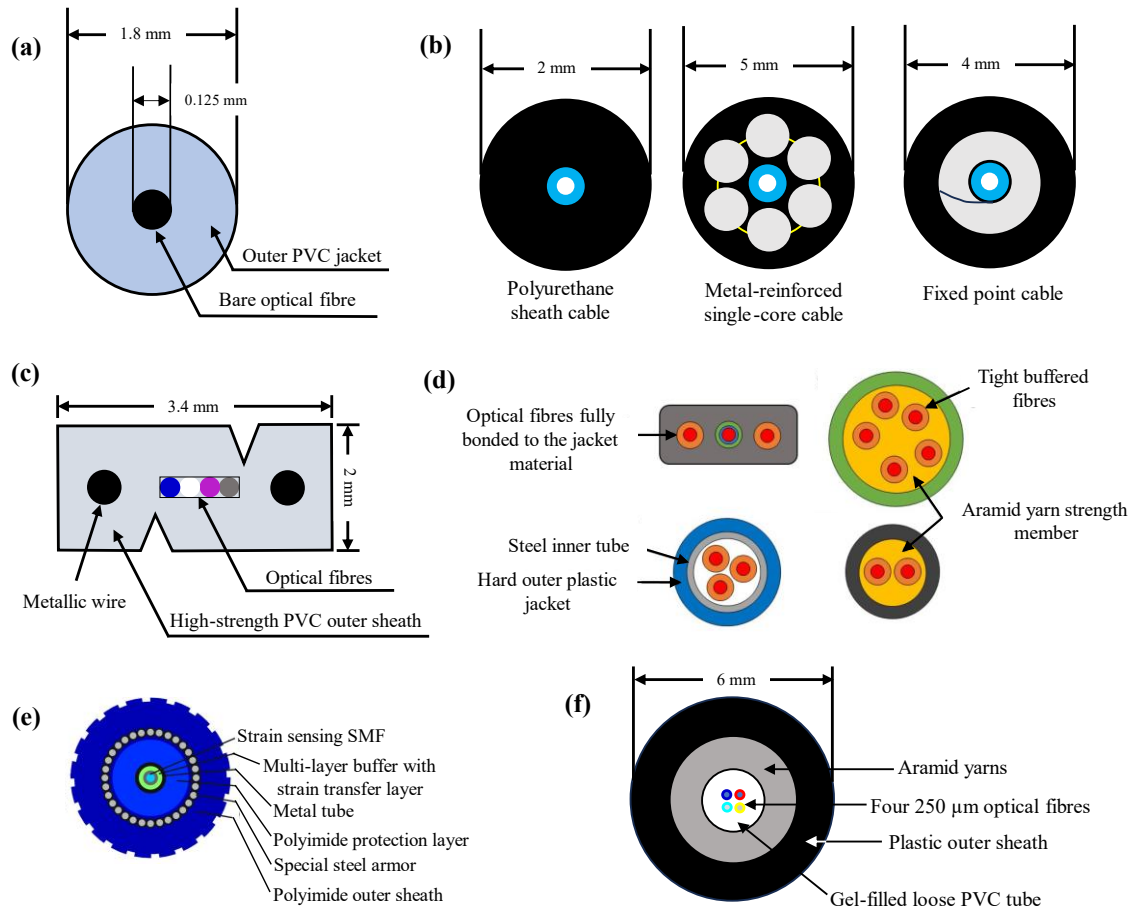 (a)
1.8 mm
0.125 mm
Outer PVC jacket
Bare optical fibre
(b)
2 mm
5 mm
4 mm
Polyurethane
sheath cable
Metal-reinforced
single-core cable
Fixed point cable
(c)
3.4 mm
2 mm
Optical fibres
Metallic wire
High-strength PVC outer sheath
(d)
Optical fibres fully
bonded to the jacket
material
Tight buffered
fibres
Aramid yarn strength
member
Steel inner tube
Hard outer plastic
jacket
(e)
Strain sensing SMF
Multi-layer buffer with
strain transfer layer
Metal tube
Polyimide protection layer
Special steel armor
Polyimide outer sheath
(f)
6 mm
Aramid yarns
Four 250 µm optical fibres
Plastic outer sheath
Gel-filled loose PVC tube